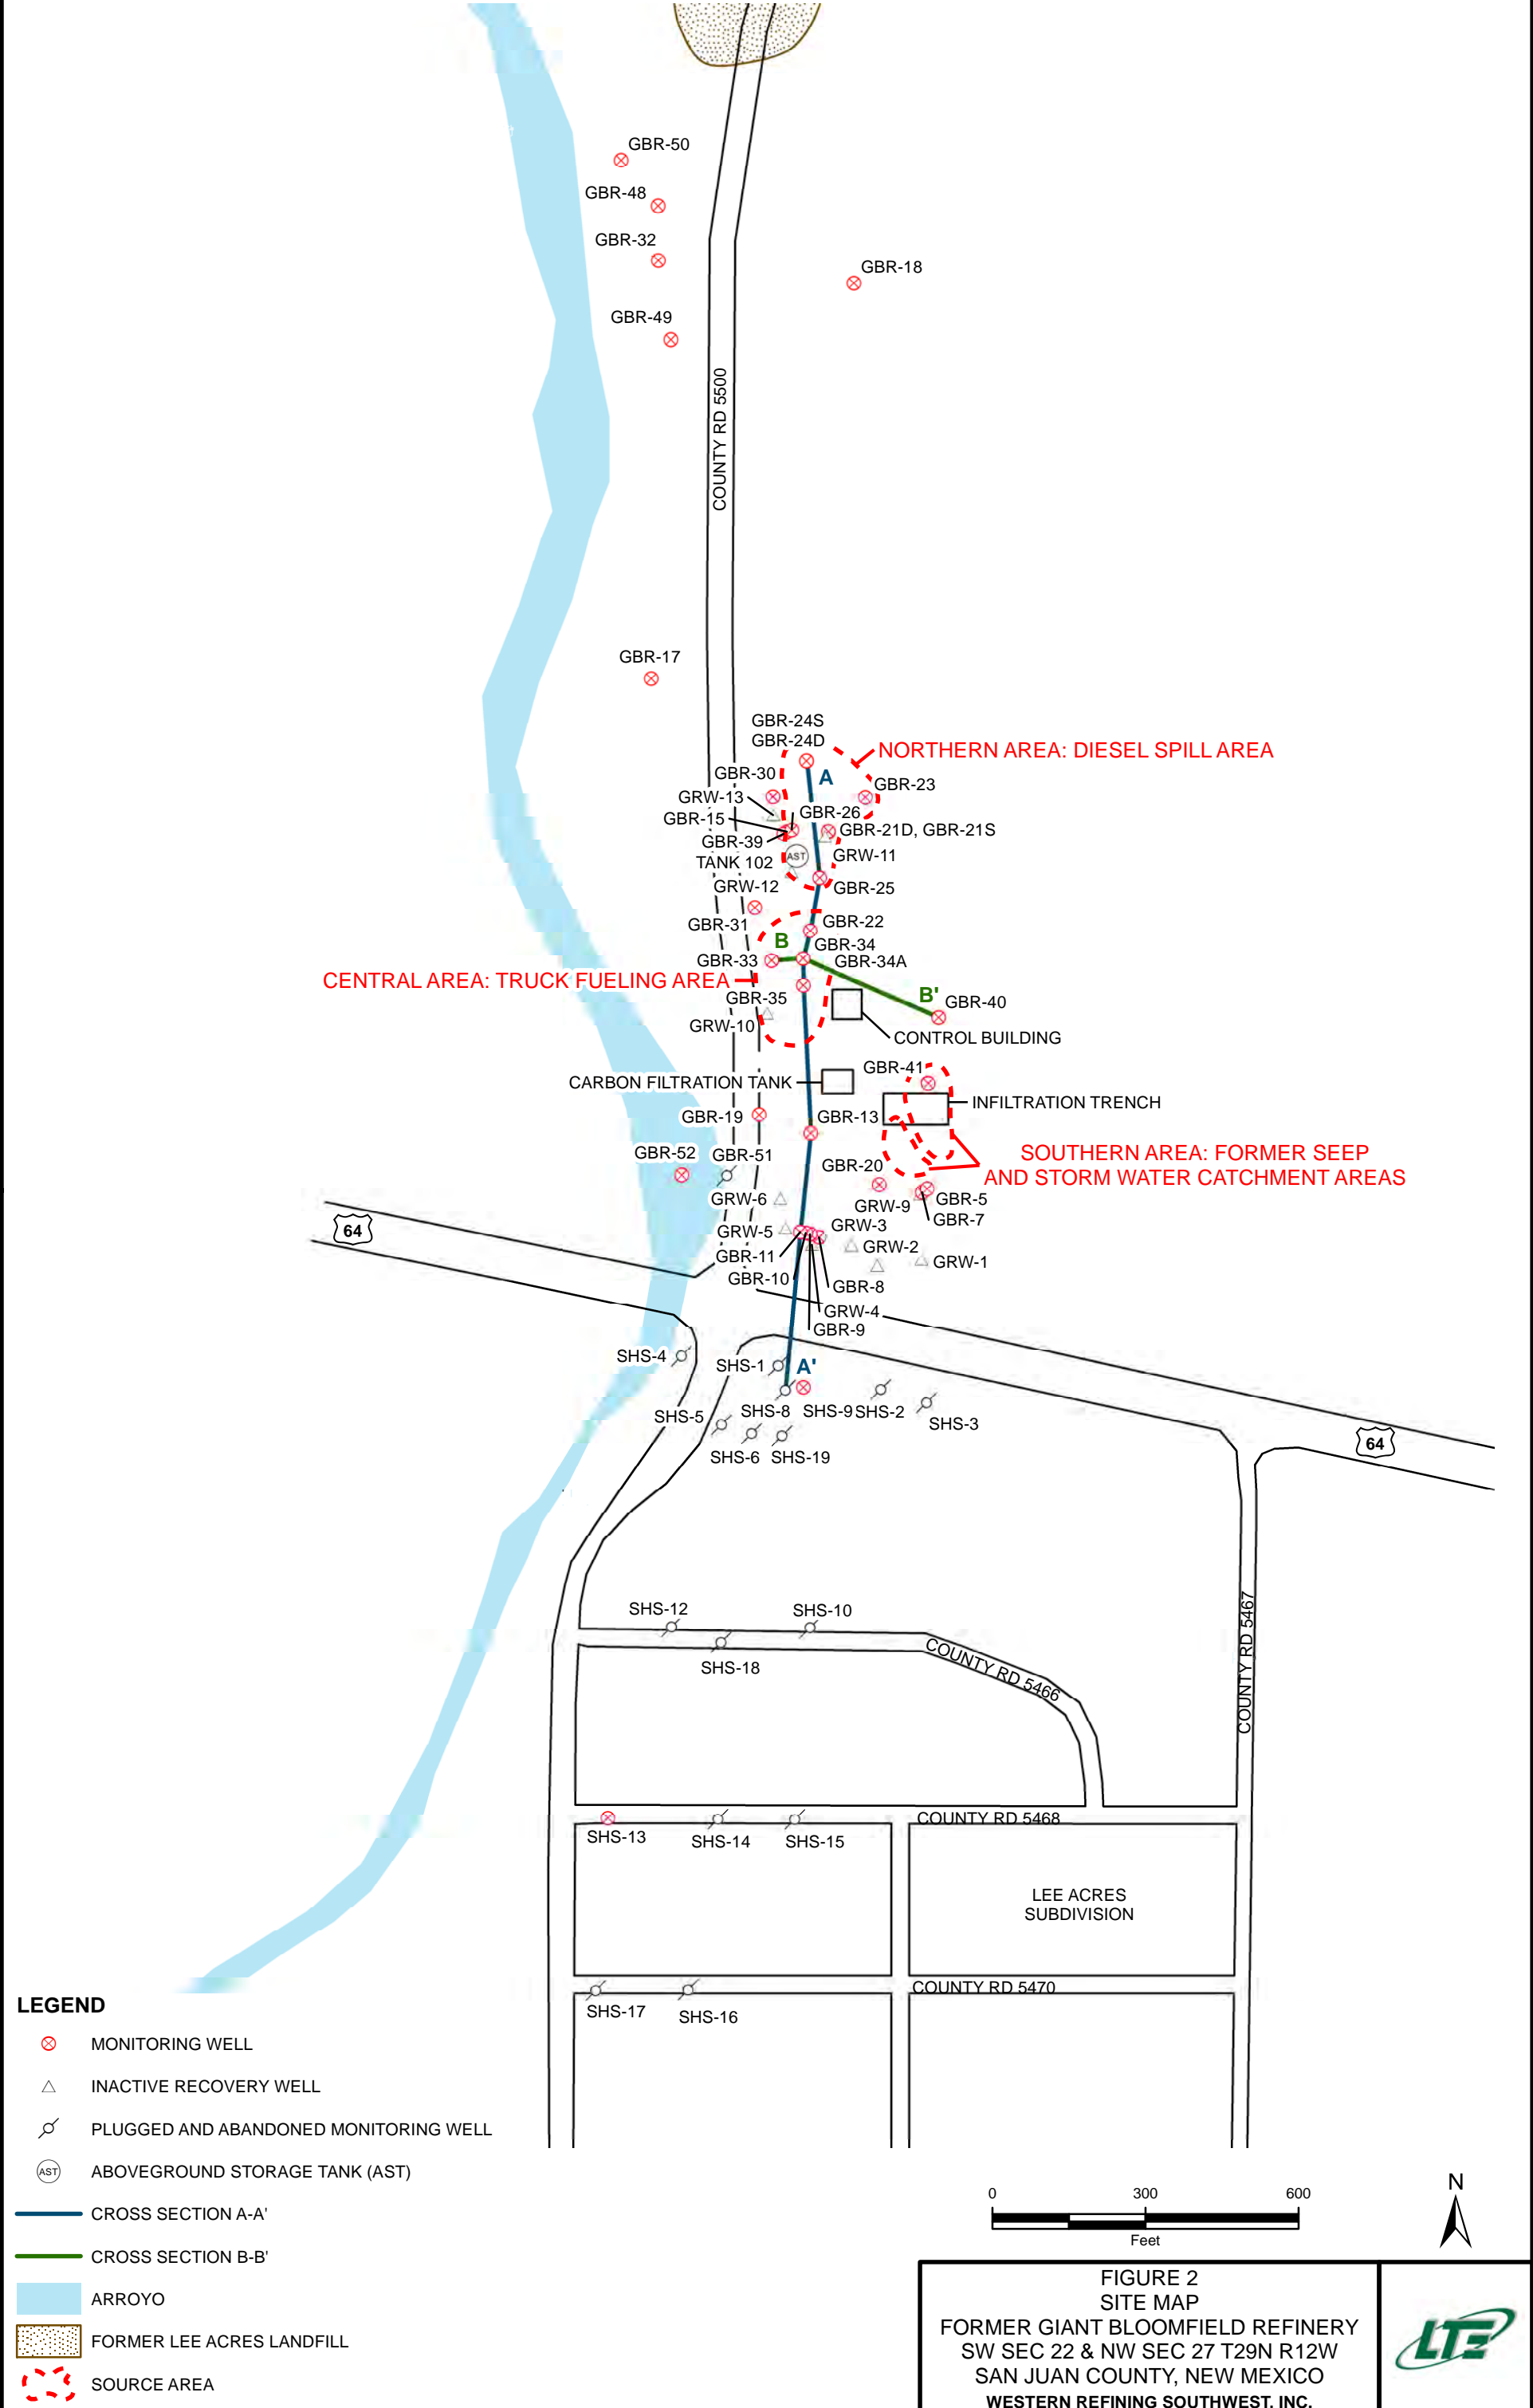 GBR-50
GBR-48
GBR-32
GBR-18
GBR-49
COUNTY RD 5500
GBR-17
GBR-24S
GBR-24D
NORTHERN AREA: DIESEL SPILL AREA
A
GBR-30
GBR-23
GRW-13
GBR-26
GBR-15
GBR-21D, GBR-21S
GBR-39
AST
GRW-11
TANK 102
GRW-12
GBR-25
GBR-31
GBR-22
B
GBR-34
GBR-33
GBR-34A
CENTRAL AREA: TRUCK FUELING AREA
B'
GBR-35
GBR-40
GRW-10
CONTROL BUILDING
GBR-41
CARBON FILTRATION TANK
INFILTRATION TRENCH
GBR-19
GBR-13
GBR-52
GBR-51
SOUTHERN AREA: FORMER SEEP
AND STORM WATER CATCHMENT AREAS
GBR-20
GRW-6
GRW-9
GBR-5
GBR-7
64
GRW-5
GRW-3
GBR-11
GRW-2
GRW-1
GBR-10
GBR-8
GRW-4
GBR-9
SHS-4
SHS-1
A'
SHS-5
SHS-8
SHS-9
SHS-2
SHS-3
64
SHS-6
SHS-19
SHS-12
SHS-10
SHS-18
COUNTY RD 5466
COUNTY RD 5467
COUNTY RD 5468
SHS-13
SHS-14
SHS-15
LEE ACRES
SUBDIVISION
COUNTY RD 5470
SHS-17
SHS-16
LEGEND
MONITORING WELL
INACTIVE RECOVERY WELL
PLUGGED AND ABANDONED MONITORING WELL
AST
ABOVEGROUND STORAGE TANK (AST)
CROSS SECTION A-A'
CROSS SECTION B-B'
ARROYO
FORMER LEE ACRES LANDFILL
SOURCE AREA
0 300 600
Feet
N
FIGURE 2
SITE MAP
FORMER GIANT BLOOMFIELD REFINERY
SW SEC 22 & NW SEC 27 T29N R12W
SAN JUAN COUNTY, NEW MEXICO
WESTERN REFINING SOUTHWEST, INC.
LTE